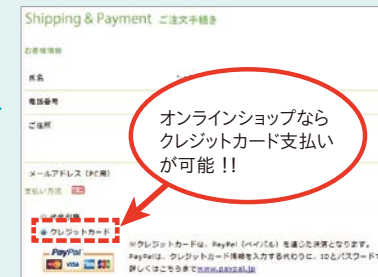 Shipping & Payment ご注文手続き
お客様情報
氏名
電話番号
ご住所
オンラインショップなら
クレジットカード支払い
が可能 !!
メールアドレス (PC用)
支払い方法
代金引換
クレジットカード
PayPal
VISA
※クレジットカードは、PayPal (ペイパル) を通じた決済となります。
PayPalは、クレジットカード情報を入力する代わりに、IDとパスワードで
詳しくはこちらまでwww.paypal.jp